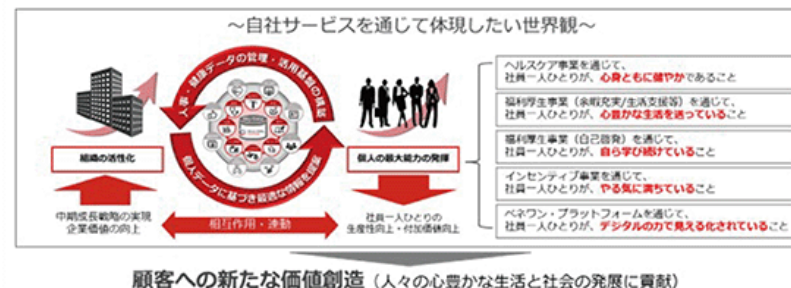 ～自社サービスを通じて体現したい世界観～
人事・健康データの管理・活用基盤の構築
個人データに基づき最適な情報を提案
組織の活性化
中期成長戦略の実現
企業価値の向上
相互作用・連動
個人の最大能力の発揮
社員一人ひとりの
生産性向上・付加価値向上
ヘルスケア事業を通じて、
社員一人ひとりが、心身ともに健やかであること
福利厚生事業（余暇充実/生活支援等）を通じて、
社員一人ひとりが、心豊かな生活を送っていること
福利厚生事業（自己啓発）を通じて、
社員一人ひとりが、自ら学び続けていること
インセンティブ事業を通じて、
社員一人ひとりが、やる気に満ちていること
ベネワン・プラットフォームを通じて、
社員一人ひとりが、デジタルの力で見える化されていること
顧客への新たな価値創造（人々の心豊かな生活と社会の発展に貢献）